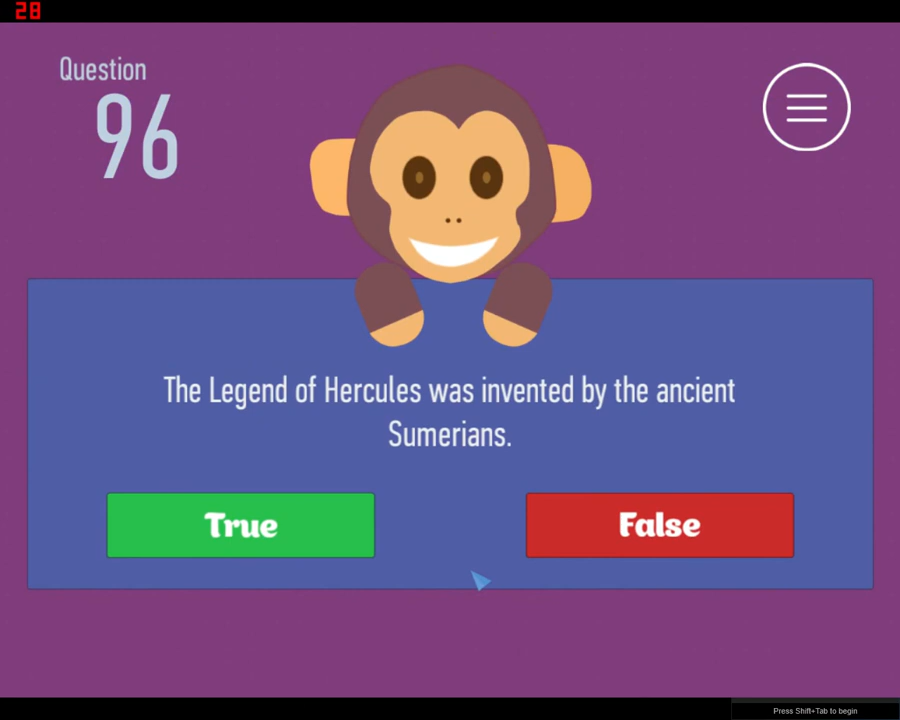 28
Question
96
The Legend of Hercules was invented by the ancient
Sumerians.
True
False
Press Shift+Tab to begin